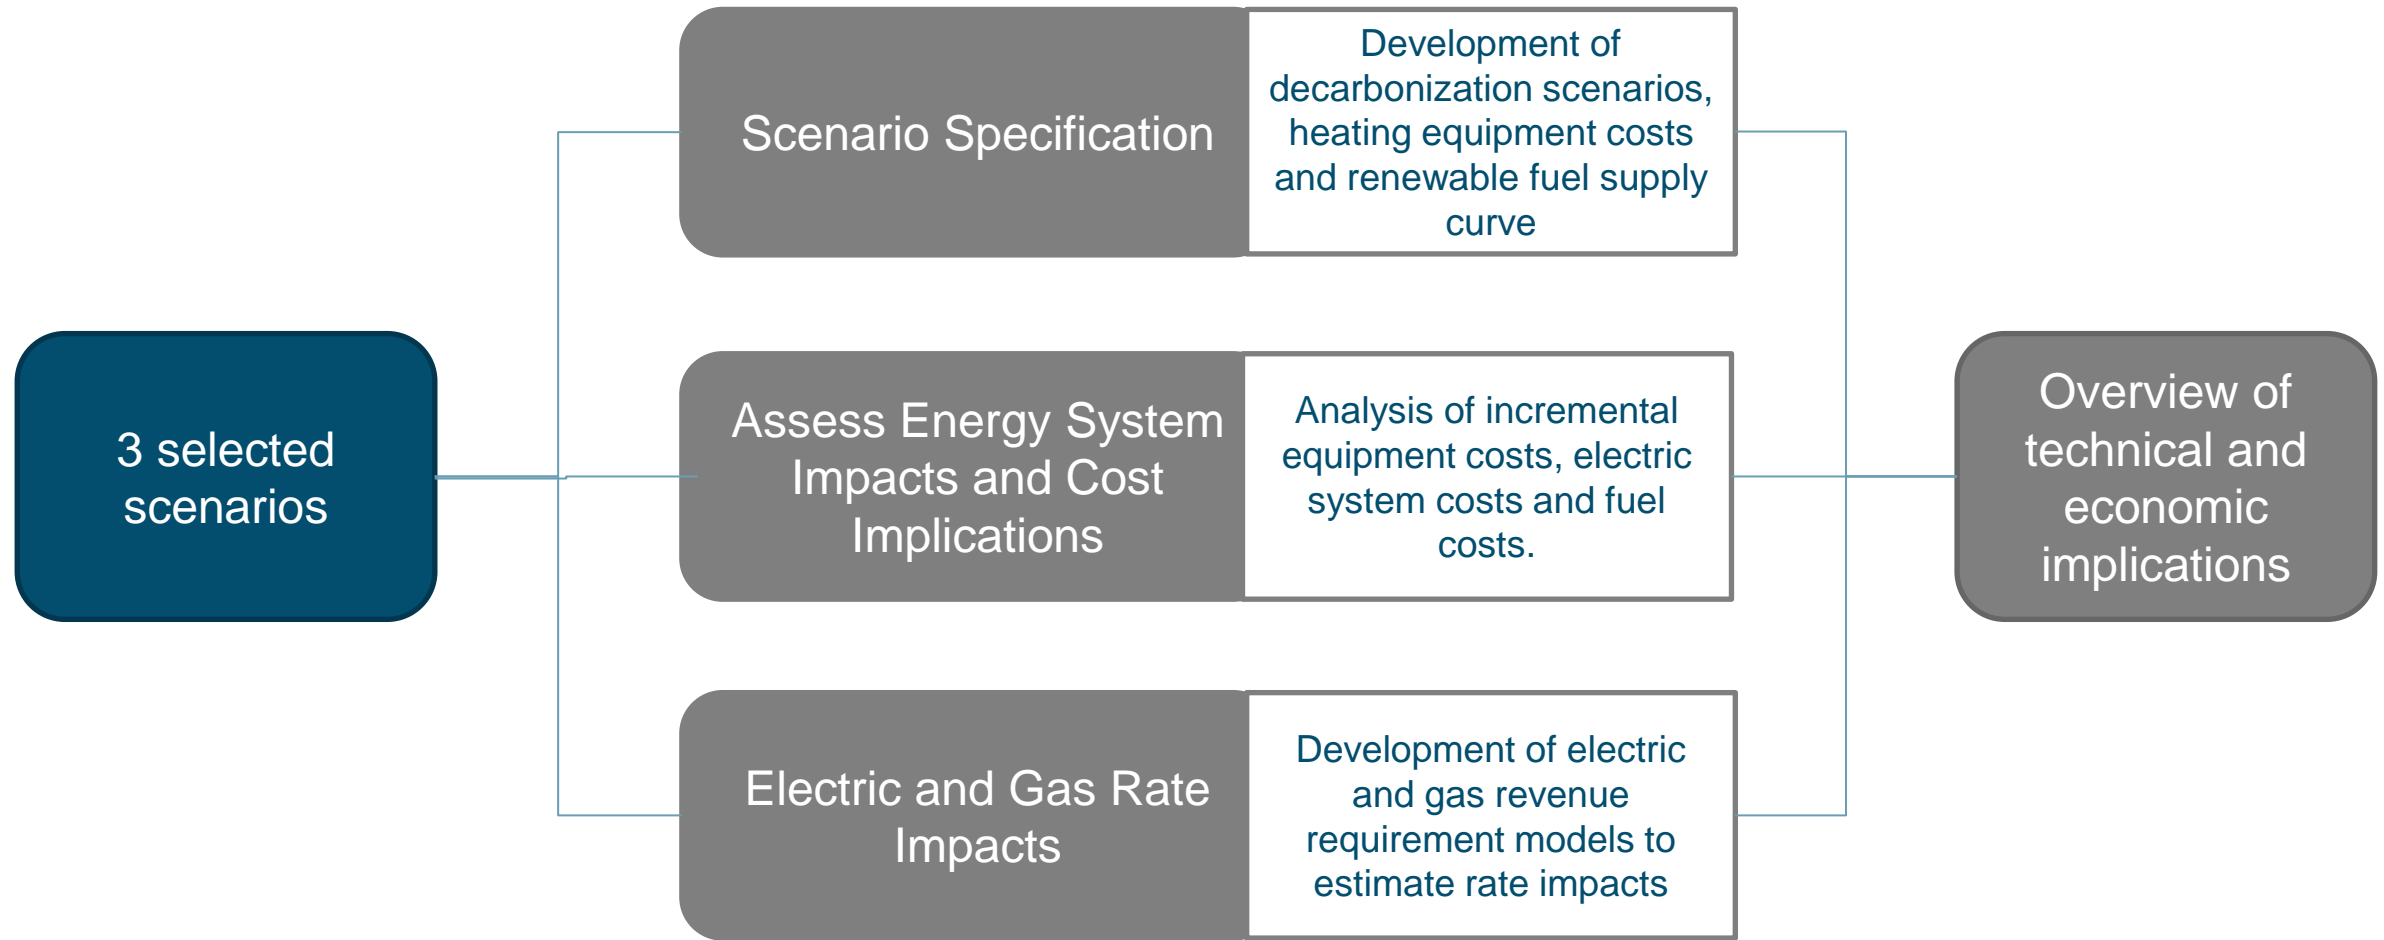 3 selected
scenarios
Scenario Specification
Development of
decarbonization scenarios,
heating equipment costs
and renewable fuel supply
curve
Assess Energy System
Impacts and Cost
Implications
Analysis of incremental
equipment costs, electric
system costs and fuel
costs.
Electric and Gas Rate
Impacts
Development of electric
and gas revenue
requirement models to
estimate rate impacts
Overview of
technical and
economic
implications